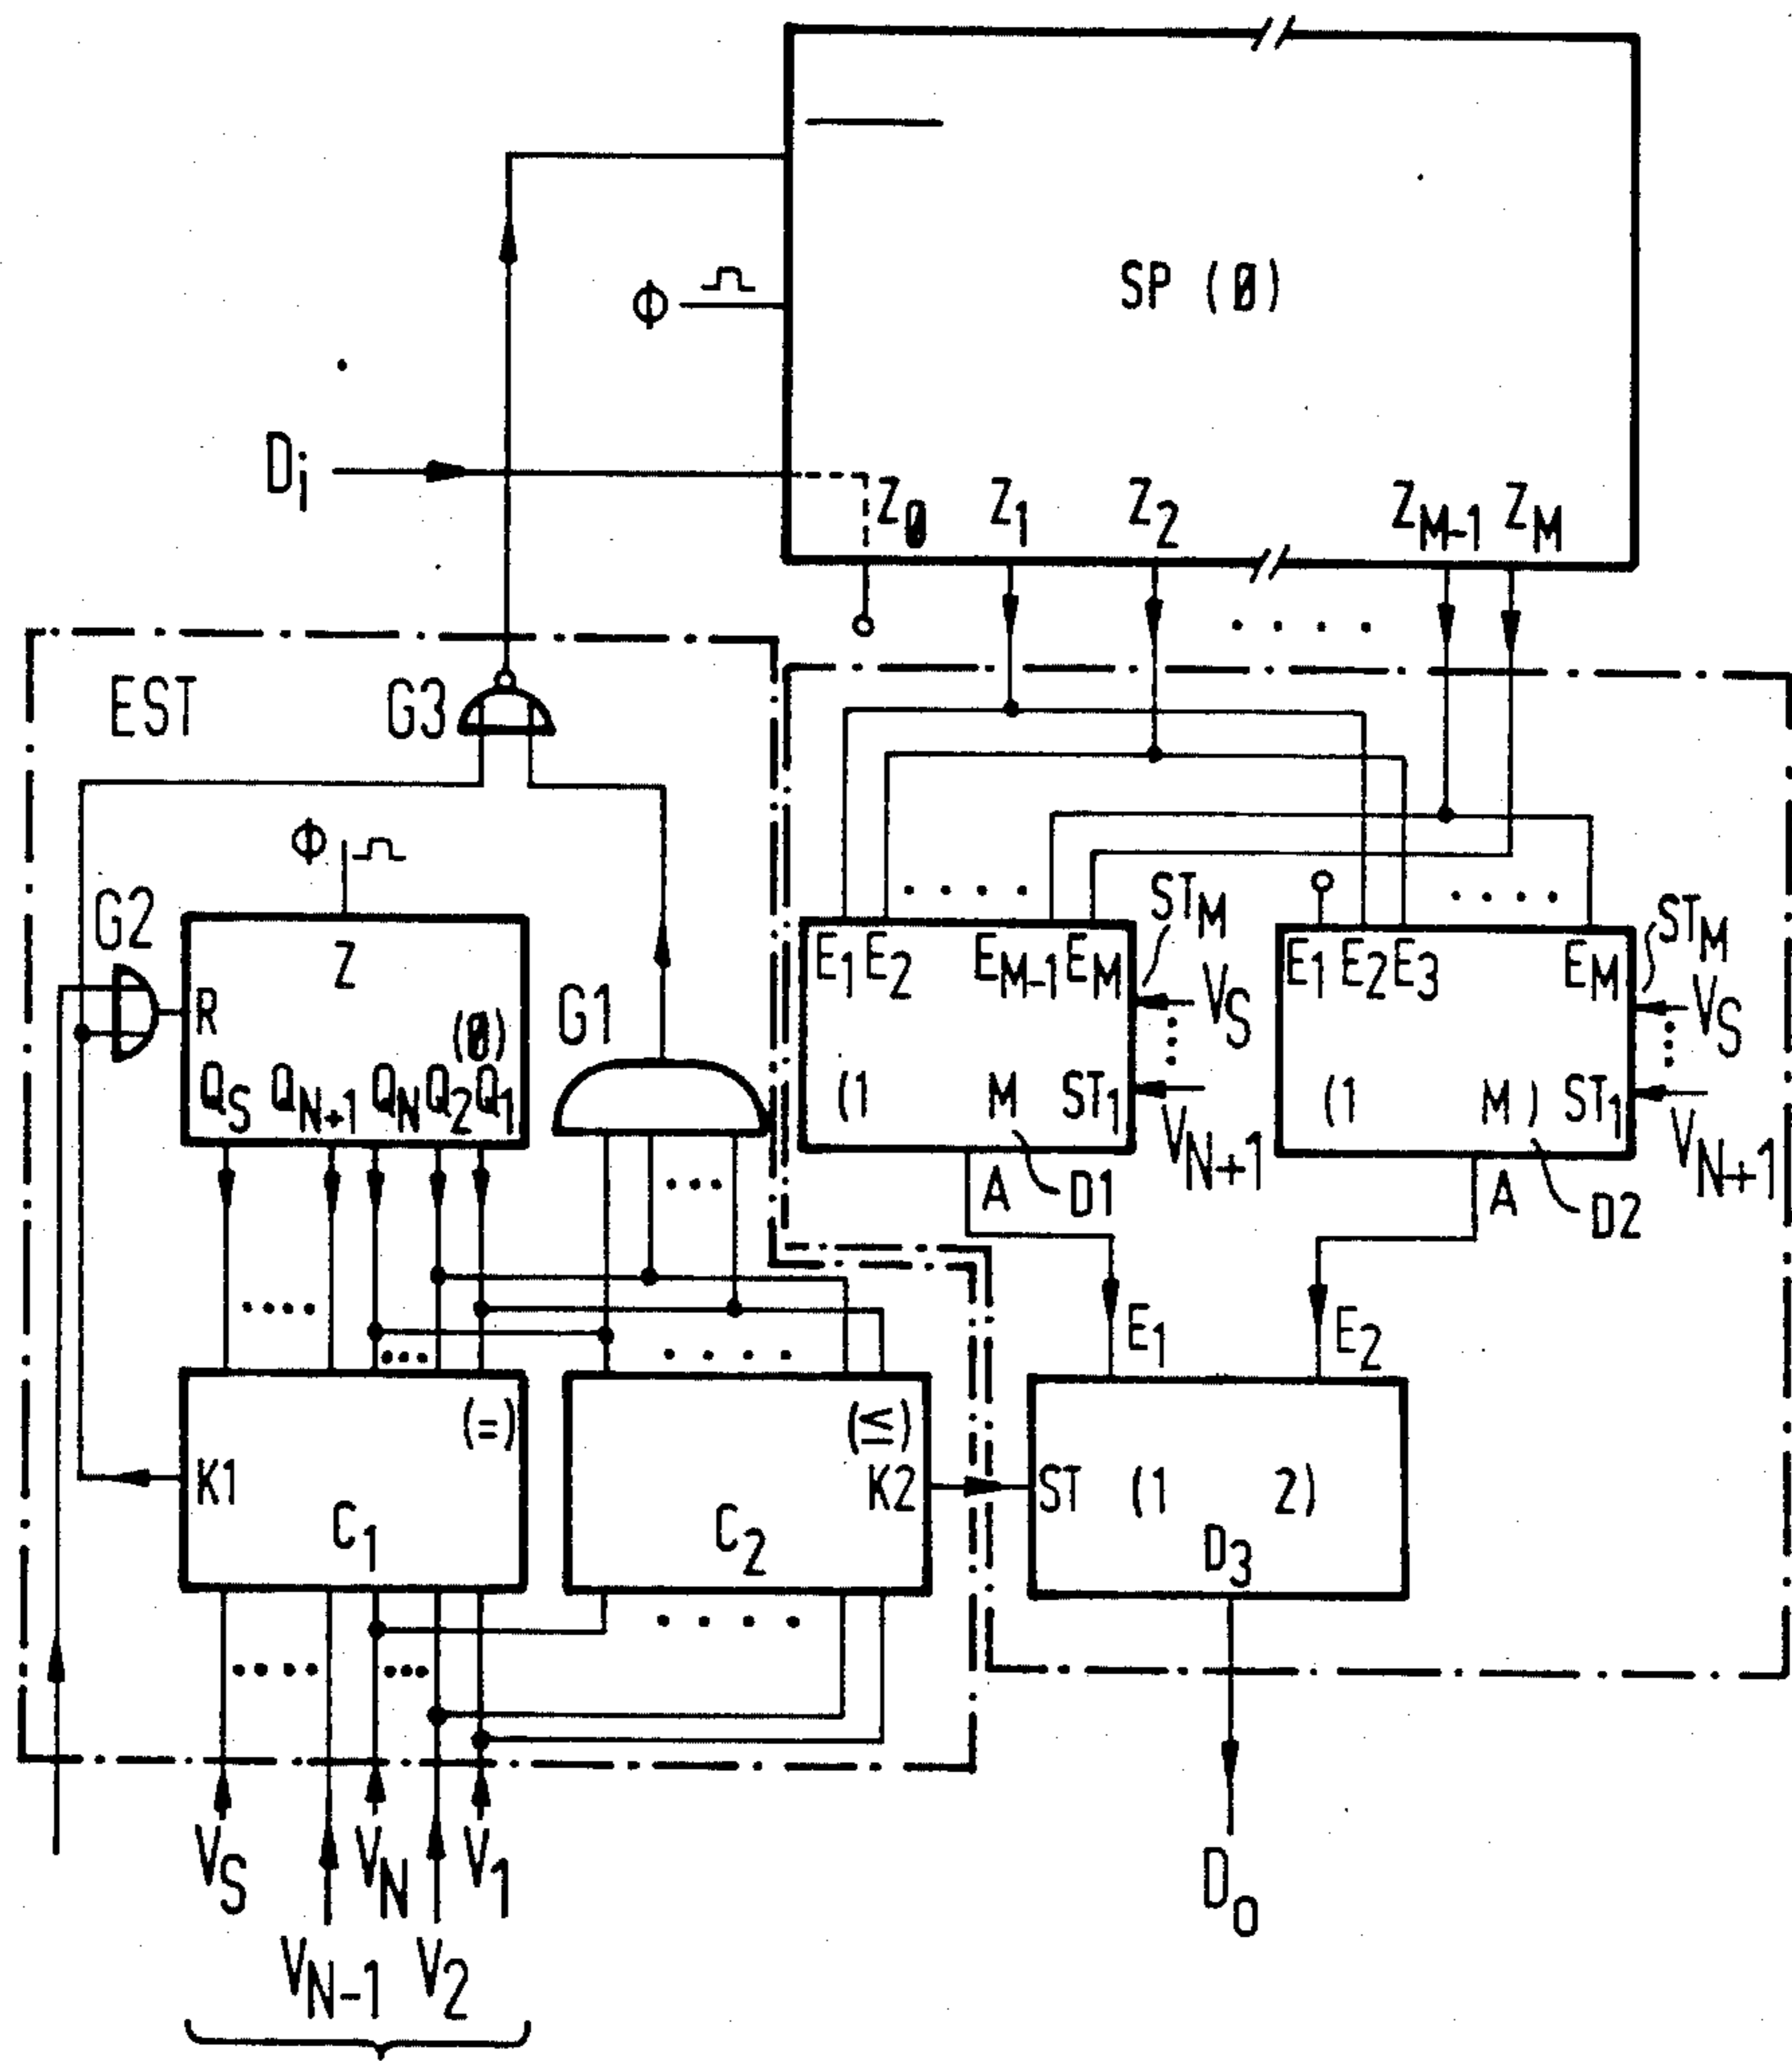 SP (0)
Φ
Di
Z0 Z1 Z2 ZM-1 ZM
EST
G3
Φ
G2
Z
R
(0)
QS QN+1 QN Q2 Q1
G1
STM
E1 E2 EM-1 EM
VS
(1 M ST1
VN+1
A
D1
STM
E1 E2 E3 EM
VS
(1 M) ST1
VN+1
A
D2
E1 E2
(=)
K1
C1
(≤)
K2
C2
ST (1 2)
D3
VS VN V1
VN-1 V2
Do